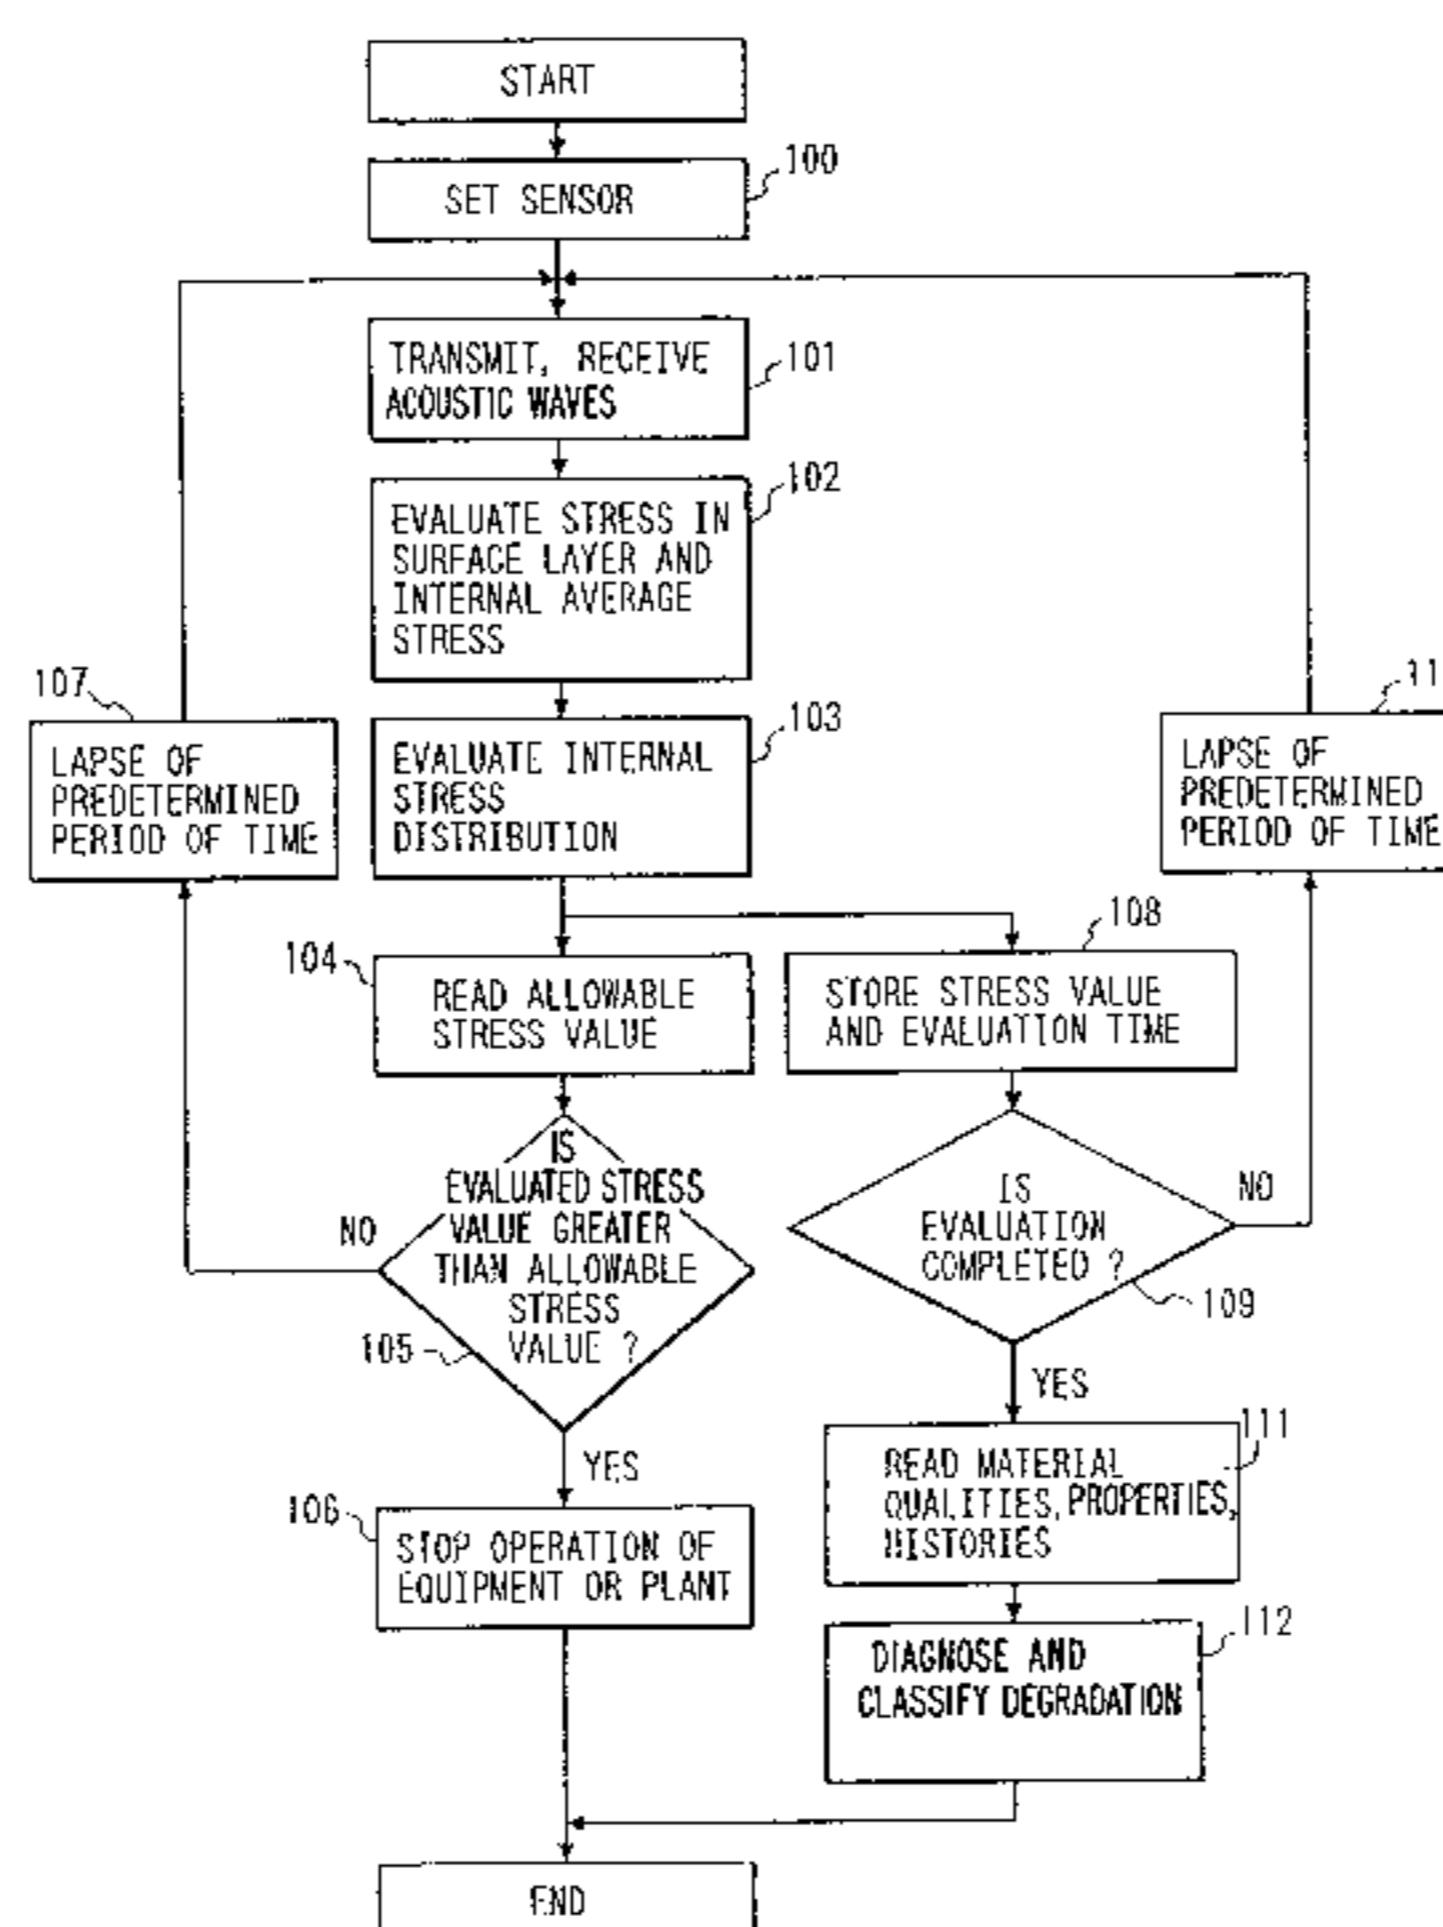 START
100
SET SENSOR
TRANSMIT, RECEIVE
ACOUSTIC WAVES
101
102
EVALUATE STRESS IN
SURFACE LAYER AND
INTERNAL AVERAGE
STRESS
107
LAPSE OF
PREDETERMINED
PERIOD OF TIME
103
EVALUATE INTERNAL
STRESS
DISTRIBUTION
11
LAPSE OF
PREDETERMINED
PERIOD OF TIME
104
READ ALLOWABLE
STRESS VALUE
108
STORE STRESS VALUE
AND EVALUATION TIME
IS
EVALUATED STRESS
VALUE GREATER
THAN ALLOWABLE
STRESS
VALUE ?
NO
105
YES
IS
EVALUATION
COMPLETED ?
NO
109
YES
106
STOP OPERATION OF
EQUIPMENT OR PLANT
111
READ MATERIAL
QUALITIES, PROPERTIES,
HISTORIES
112
DIAGNOSE AND
CLASSIFY DEGRADATION
END